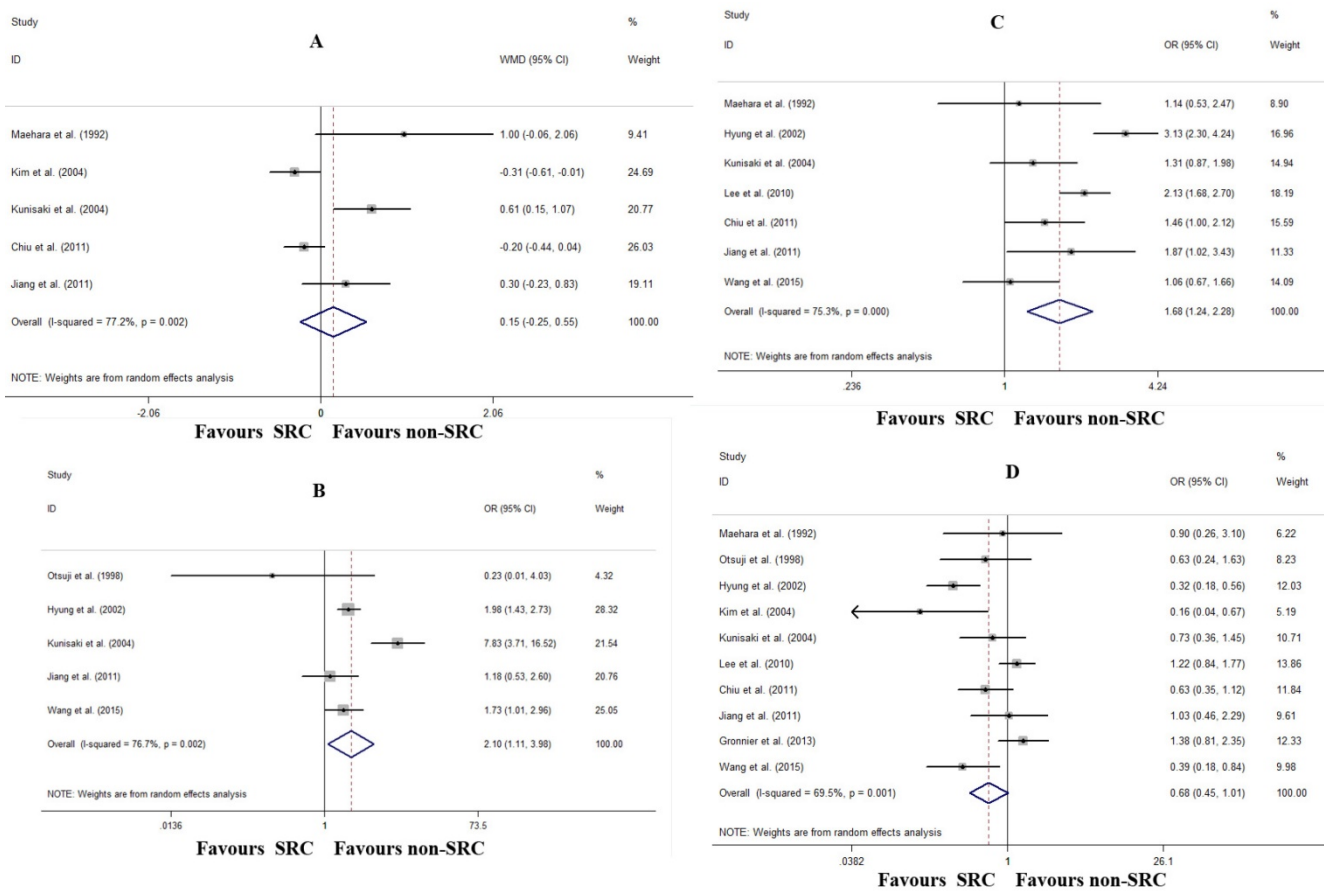 A
Study %
ID WMD (95% CI) Weight
Maehara et al. (1992) 1.00 (-0.06, 2.06) 9.41
Kim et al. (2004) -0.31 (-0.61, -0.01) 24.69
Kunisaki et al. (2004) 0.61 (0.15, 1.07) 20.77
Chiu et al. (2011) -0.20 (-0.44, 0.04) 26.03
Jiang et al. (2011) 0.30 (-0.23, 0.83) 19.11
Overall (I-squared = 77.2%, p = 0.002) 0.15 (-0.25, 0.55) 100.00
NOTE: Weights are from random effects analysis
-2.06 0 2.06
Favours SRC Favours non-SRC
Study %
B
ID OR (95% CI) Weight
Otsuji et al. (1998) 0.23 (0.01, 4.03) 4.32
Hyung et al. (2002) 1.98 (1.43, 2.73) 28.32
Kunisaki et al. (2004) 7.83 (3.71, 16.52) 21.54
Jiang et al. (2011) 1.18 (0.53, 2.60) 20.76
Wang et al. (2015) 1.73 (1.01, 2.96) 25.05
Overall (I-squared = 76.7%, p = 0.002) 2.10 (1.11, 3.98) 100.00
NOTE: Weights are from random effects analysis
.0136 1 73.5
Favours SRC Favours non-SRC
Study %
C
ID OR (95% CI) Weight
Maehara et al. (1992) 1.14 (0.53, 2.47) 8.90
Hyung et al. (2002) 3.13 (2.30, 4.24) 16.96
Kunisaki et al. (2004) 1.31 (0.87, 1.98) 14.94
Lee et al. (2010) 2.13 (1.68, 2.70) 18.19
Chiu et al. (2011) 1.46 (1.00, 2.12) 15.59
Jiang et al. (2011) 1.87 (1.02, 3.43) 11.33
Wang et al. (2015) 1.06 (0.67, 1.66) 14.09
Overall (I-squared = 75.3%, p = 0.000) 1.68 (1.24, 2.28) 100.00
NOTE: Weights are from random effects analysis
.236 1 4.24
Favours SRC Favours non-SRC
Study %
D
ID OR (95% CI) Weight
Maehara et al. (1992) 0.90 (0.26, 3.10) 6.22
Otsuji et al. (1998) 0.63 (0.24, 1.63) 8.23
Hyung et al. (2002) 0.32 (0.18, 0.56) 12.03
Kim et al. (2004) 0.16 (0.04, 0.67) 5.19
Kunisaki et al. (2004) 0.73 (0.36, 1.45) 10.71
Lee et al. (2010) 1.22 (0.84, 1.77) 13.86
Chiu et al. (2011) 0.63 (0.35, 1.12) 11.84
Jiang et al. (2011) 1.03 (0.46, 2.29) 9.61
Gronnier et al. (2013) 1.38 (0.81, 2.35) 12.33
Wang et al. (2015) 0.39 (0.18, 0.84) 9.98
Overall (I-squared = 69.5%, p = 0.001) 0.68 (0.45, 1.01) 100.00
NOTE: Weights are from random effects analysis
.0382 1 26.1
Favours SRC Favours non-SRC